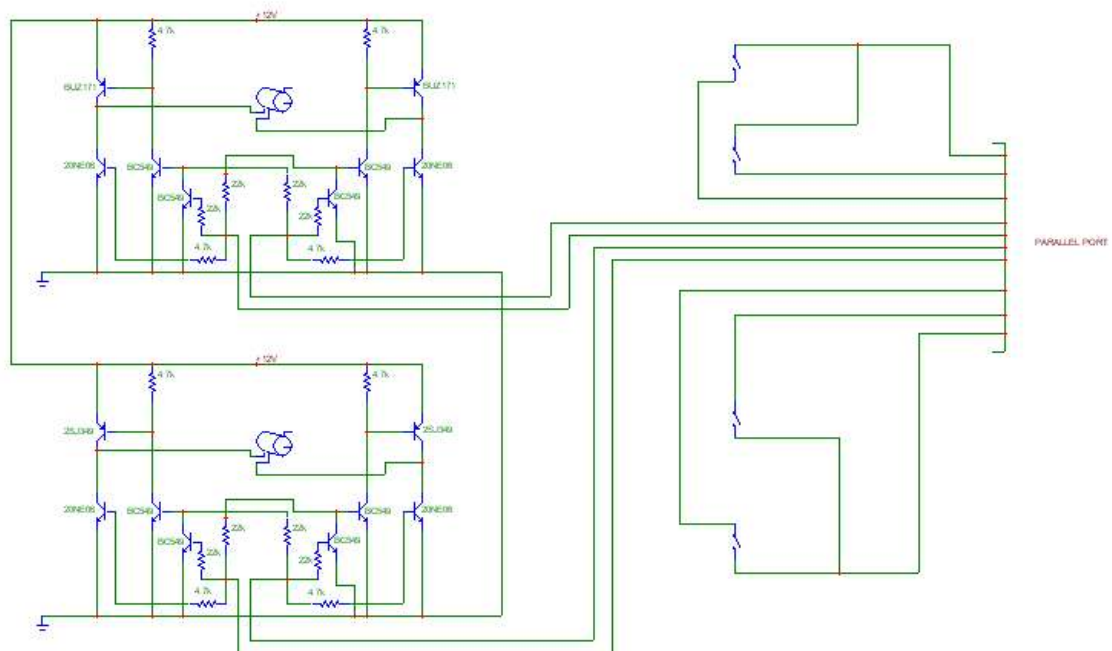 +12V
4.7k
4.7k
BUZ171
BUZ171
20NE06
BC549
BC549
20NE06
22k
22k
BC549
BC549
22k
22k
4.7k
4.7k
PARALLEL PORT
+12V
4.7k
4.7k
2SJ349
2SJ349
20NE06
BC549
BC549
20NE06
22k
22k
BC549
BC549
22k
22k
4.7k
4.7k